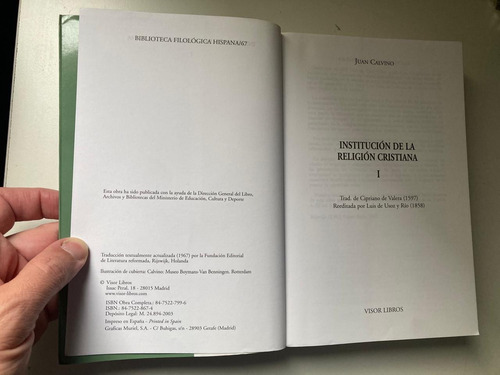 BIBLIOTECA FILOLÓGICA HISPANA/67
Esta obra ha sido publicada con la ayuda de la Dirección General del Libro,
Archivos y Bibliotecas del Ministerio de Educación, Cultura y Deporte
Traducción textualmente actualizada (1967) por la Fundación Editorial
de Literatura reformada, Rijswijk, Holanda
Ilustración de cubierta: Calvino. Museo Boymans-Van Beuningen. Rotterdam
© Visor Libros
Isaac Peral, 18 - 28015 Madrid
www.visor-libros.com
ISBN Obra Completa.: 84-7522-799-6
ISBN.: 84-7522-867-4
Depósito Legal: M. 24.894-2003
Impreso en España - Printed in Spain
Graficas Muriel, S.A. - C/ Buhigas, s/n - 28903 Getafe (Madrid)
JUAN CALVINO
INSTITUCIÓN DE LA
RELIGIÓN CRISTIANA
I
Trad. de Cipriano de Valera (1597)
Reeditada por Luis de Usoz y Río (1858)
VISOR LIBROS